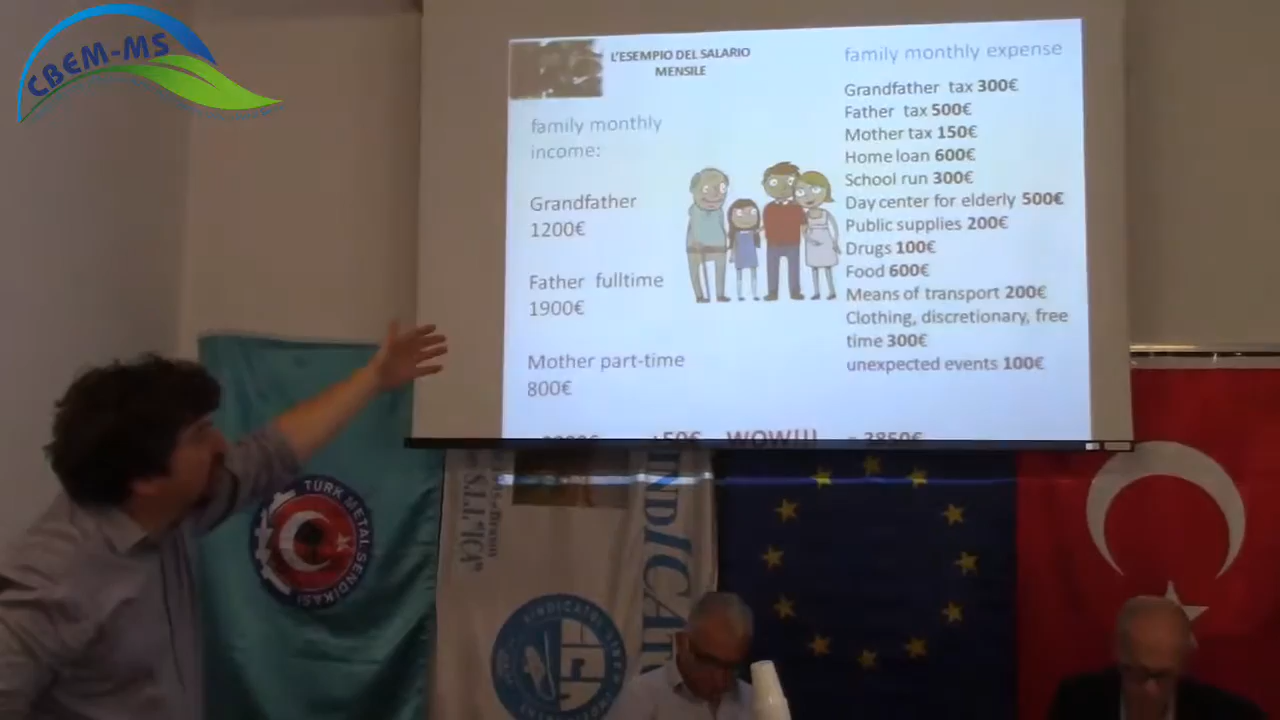 CBEM-MS
L'ESEMPIO DEL SALARIO
MENSILE
family monthly
income:
Grandfather
1200€
Father fulltime
1900€
Mother part-time
800€
family monthly expense
Grandfather tax 300€
Father tax 500€
Mother tax 150€
Home loan 600€
School run 300€
Day center for elderly 500€
Public supplies 200€
Drugs 100€
Food 600€
Means of transport 200€
Clothing, discretionary, free
time 300€
unexpected events 100€
+50€ WOW!!! = 3850€
TURK METAL SENDIKASI